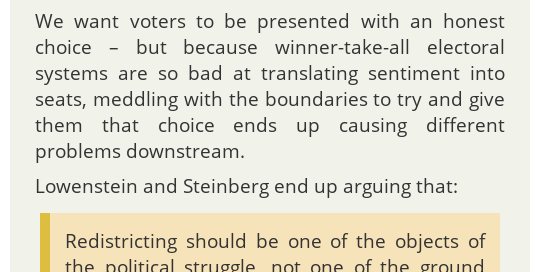 We want voters to be presented with an honest
choice – but because winner-take-all electoral
systems are so bad at translating sentiment into
seats, meddling with the boundaries to try and give
them that choice ends up causing different
problems downstream.
Lowenstein and Steinberg end up arguing that:
Redistricting should be one of the objects of
the political struggle, not one of the ground